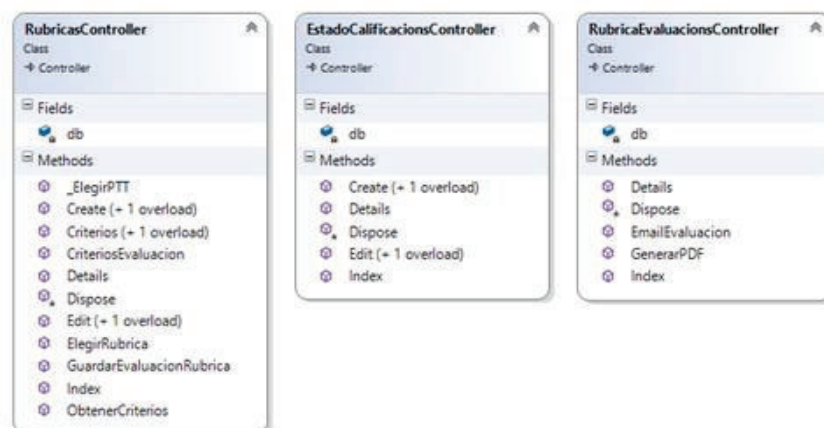 RubricasController
Class
Controller
Fields
db
Methods
_ElegirPTT
Create (+ 1 overload)
Criterios (+ 1 overload)
CriteriosEvaluacion
Details
Dispose
Edit (+ 1 overload)
ElegirRubrica
GuardarEvaluacionRubrica
Index
ObtenerCriterios
EstadoCalificacionsController
Class
Controller
Fields
db
Methods
Create (+ 1 overload)
Details
Dispose
Edit (+ 1 overload)
Index
RubricaEvaluacionsController
Class
Controller
Fields
db
Methods
Details
Dispose
EmailEvaluacion
GenerarPDF
Index